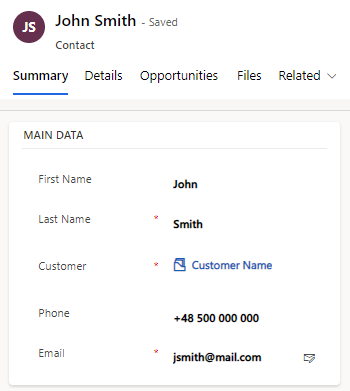 JS
John Smith - Saved
Contact
Summary Details Opportunities Files Related
MAIN DATA
First Name John
Last Name * Smith
Customer * Customer Name
Phone +48 500 000 000
Email * jsmith@mail.com